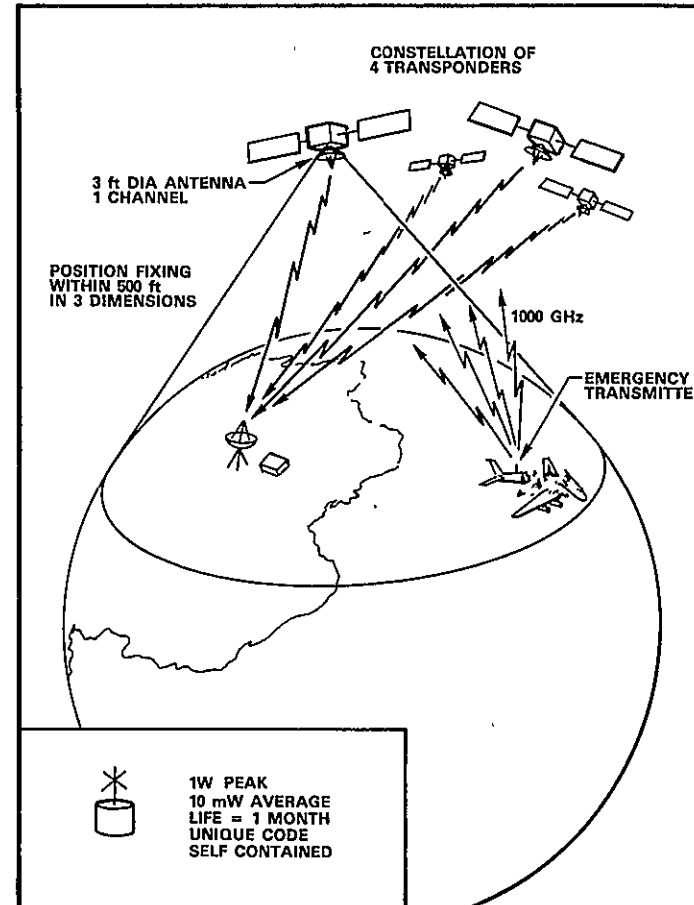 CONSTELLATION OF
4 TRANSPONDERS
3 ft DIA ANTENNA
1 CHANNEL
POSITION FIXING
WITHIN 500 ft
IN 3 DIMENSIONS
1000 GHz
EMERGENCY
TRANSMITTE
1W PEAK
10 mW AVERAGE
LIFE = 1 MONTH
UNIQUE CODE
SELF CONTAINED